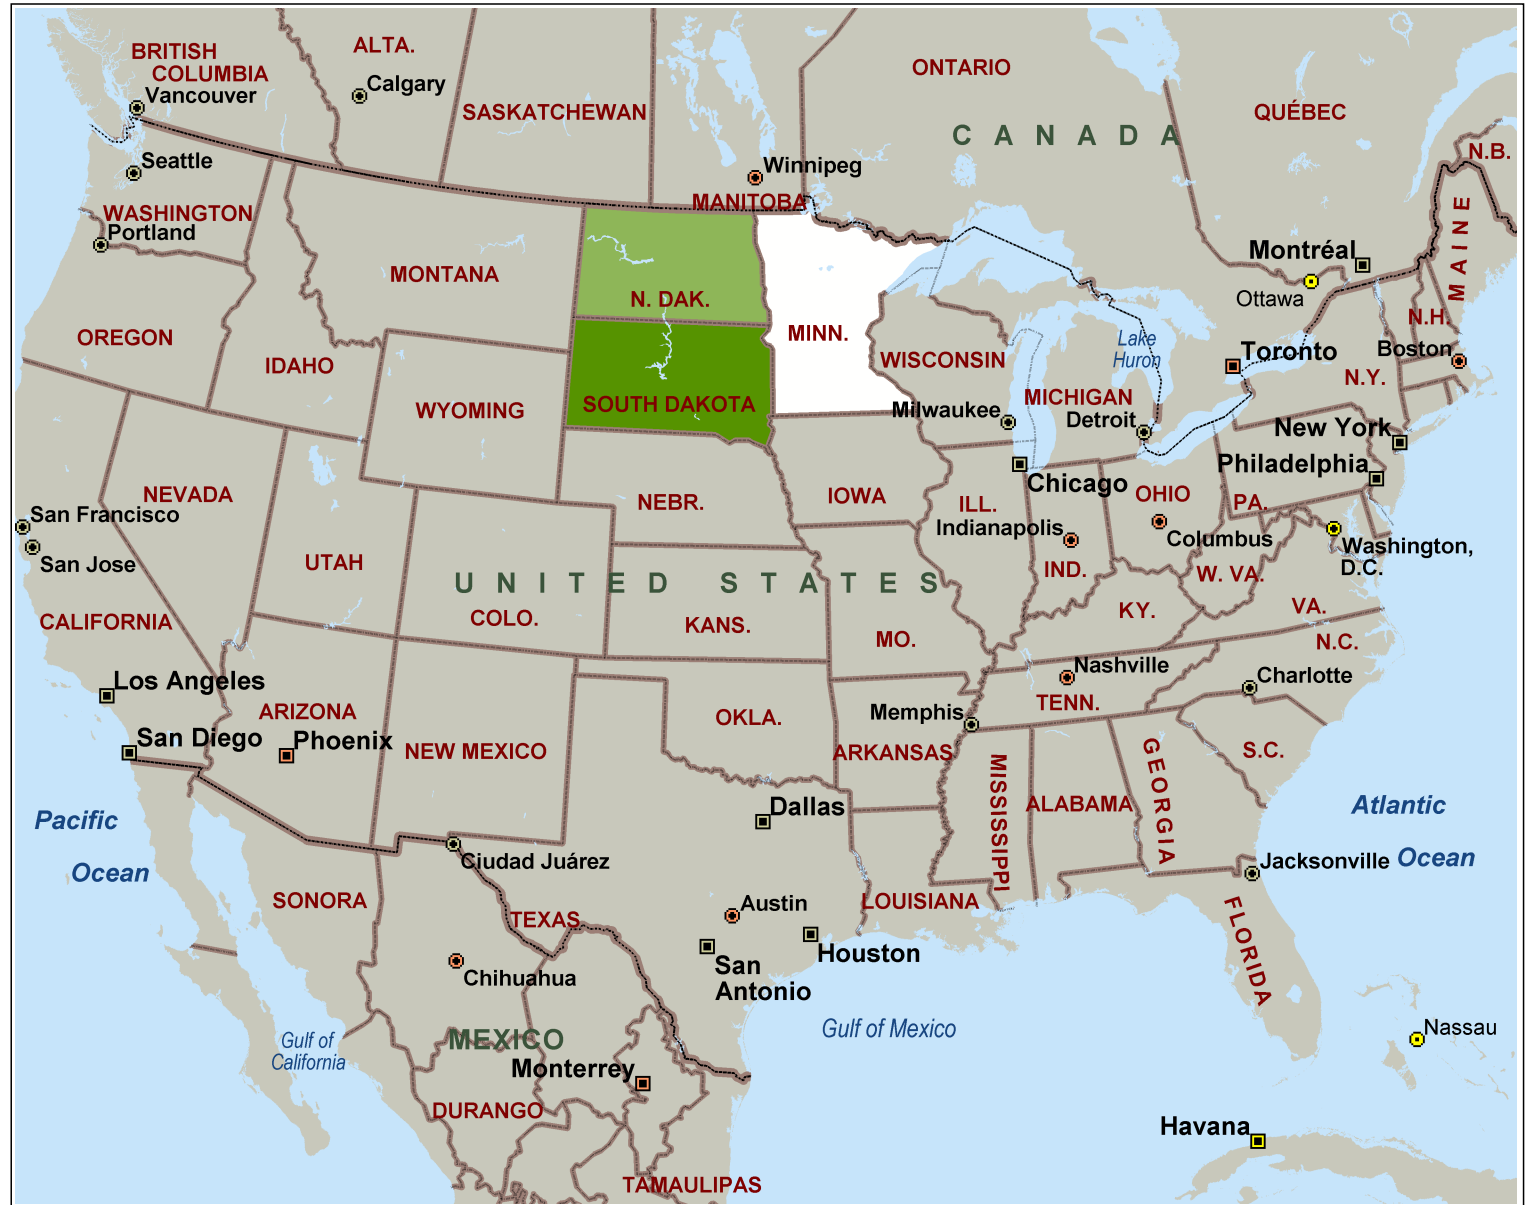 BRITISH
COLUMBIA
ALTA.
ONTARIO
Calgary
Vancouver
SASKATCHEWAN
QUÉBEC
CANADA
N.B.
Seattle
Winnipeg
MANITOBA
WASHINGTON
Portland
MAINE
Montréal
MONTANA
Ottawa
N. DAK.
N.H.
OREGON
MINN.
Lake
Huron
Boston
Toronto
WISCONSIN
IDAHO
N.Y.
MICHIGAN
SOUTH DAKOTA
WYOMING
Milwaukee
Detroit
New York
Philadelphia
Chicago
NEVADA
NEBR.
IOWA
ILL.
OHIO
PA.
San Francisco
Indianapolis
Columbus
Washington,
D.C.
San Jose
UTAH
IND.
W. VA.
UNITED STATES
CALIFORNIA
COLO.
KANS.
MO.
KY.
VA.
N.C.
Nashville
Charlotte
Los Angeles
ARIZONA
OKLA.
Memphis
TENN.
San Diego
Phoenix
NEW MEXICO
ARKANSAS
S.C.
MISSISSIPPI
ALABAMA
GEORGIA
Pacific
Ocean
Dallas
Atlantic
Ocean
Ciudad Juárez
Jacksonville
SONORA
TEXAS
Austin
LOUISIANA
FLORIDA
Houston
San
Antonio
Chihuahua
Gulf of Mexico
Nassau
Gulf of
California
MEXICO
Monterrey
DURANGO
Havana
TAMAULIPAS